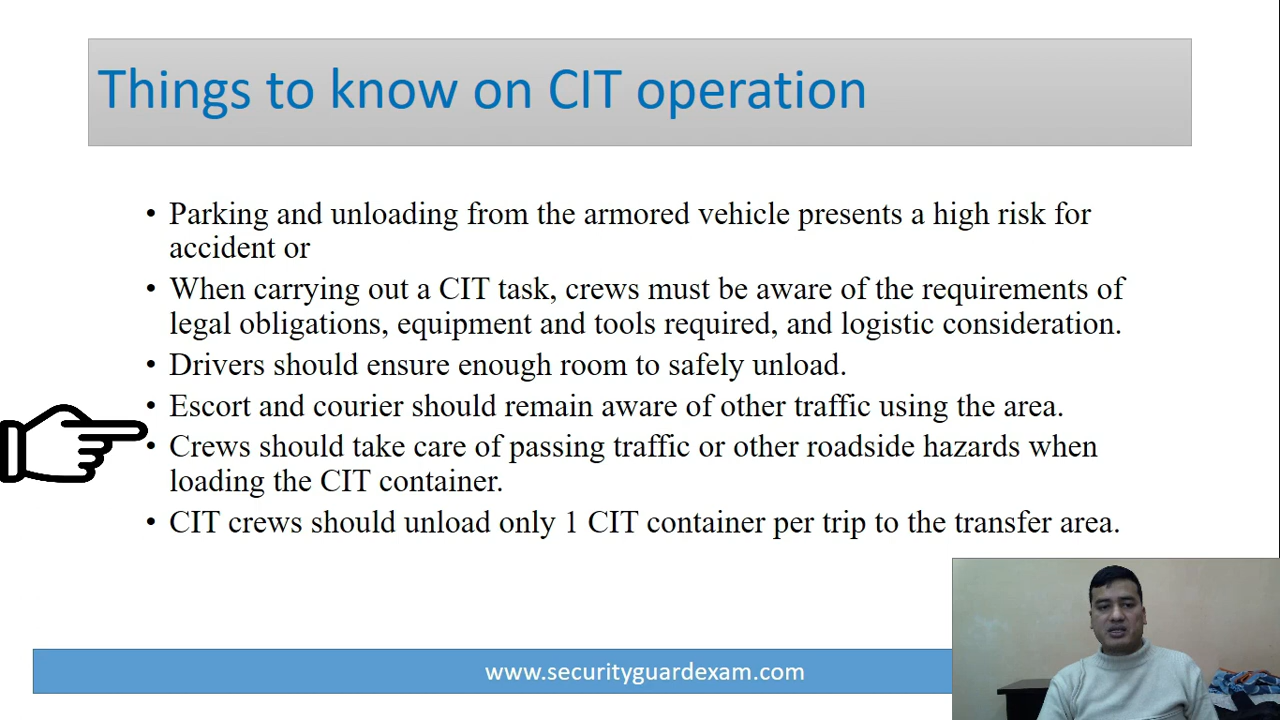 Things to know on CIT operation
• Parking and unloading from the armored vehicle presents a high risk for
accident or
• When carrying out a CIT task, crews must be aware of the requirements of
legal obligations, equipment and tools required, and logistic consideration.
• Drivers should ensure enough room to safely unload.
• Escort and courier should remain aware of other traffic using the area.
• Crews should take care of passing traffic or other roadside hazards when
loading the CIT container.
• CIT crews should unload only 1 CIT container per trip to the transfer area.
www.securityguardexam.com